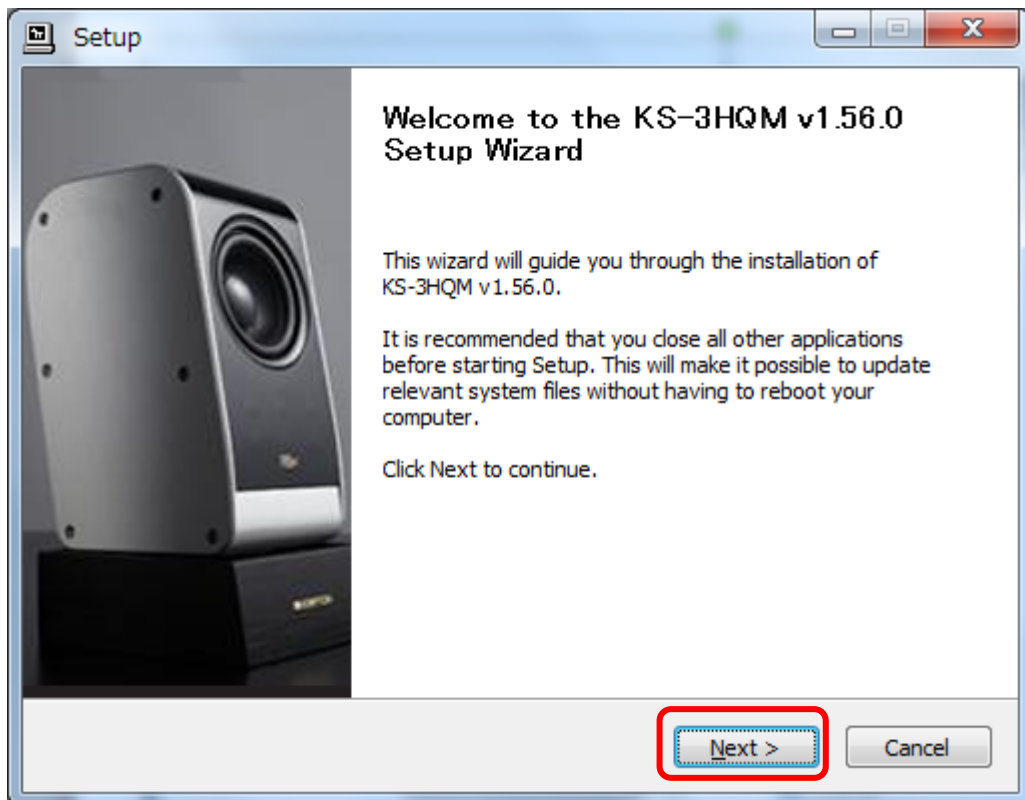 Setup
Welcome to the KS-3HQM v1.56.0
Setup Wizard
This wizard will guide you through the installation of
KS-3HQM v1.56.0.
It is recommended that you close all other applications
before starting Setup. This will make it possible to update
relevant system files without having to reboot your
computer.
Click Next to continue.
Next >
Cancel